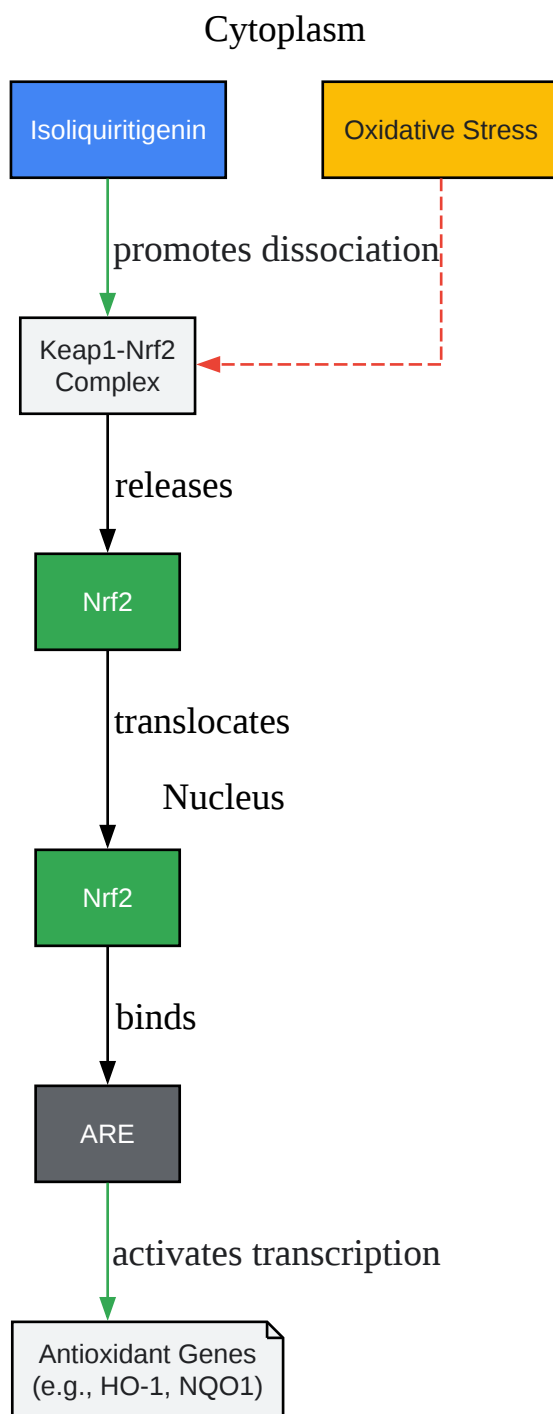 Cytoplasm
Isoliquiritigenin
Oxidative Stress
promotes dissociation
Keap1-Nrf2
Complex
releases
Nrf2
translocates
Nucleus
Nrf2
binds
ARE
activates transcription
Antioxidant Genes
(e.g., HO-1, NQO1)